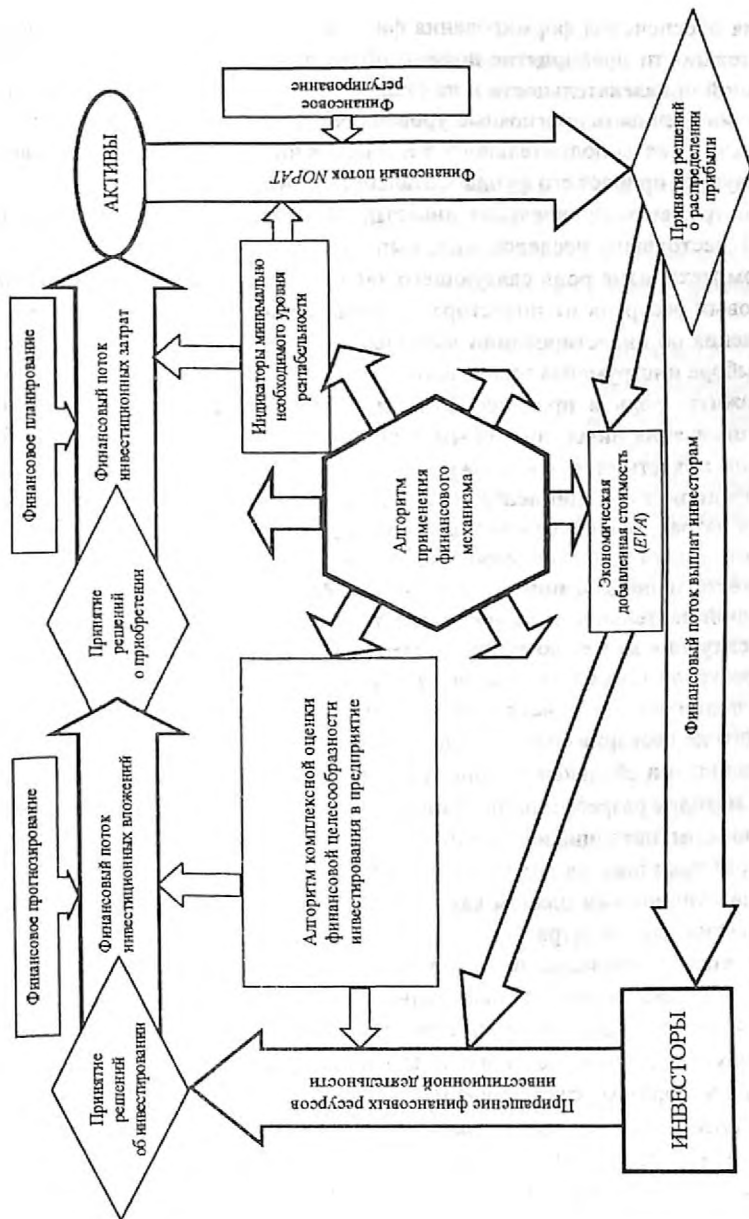 Финансовое прогнозирование
Финансовое планирование
Принятие
решений
об инвестировании
Финансовый поток
инвестиционных вложений
Принятие
решений
о приобретении
Финансовый поток
инвестиционных затрат
АКТИВЫ
Приращение финансовых ресурсов
инвестиционной деятельности
Алгоритм комплексной оценки
финансовой целесообразности
инвестирования в предприятие
Индикаторы минимально
необходимого уровня
рентабельности
Финансовый поток NOPAT
Финансовое
регулирование
Алгоритм
применения
финансового
механизма
Экономическая
добавленная стоимость
(EVA)
ИНВЕСТОРЫ
Финансовый поток выплат инвесторам
Принятие решений
о распределении
прибыли